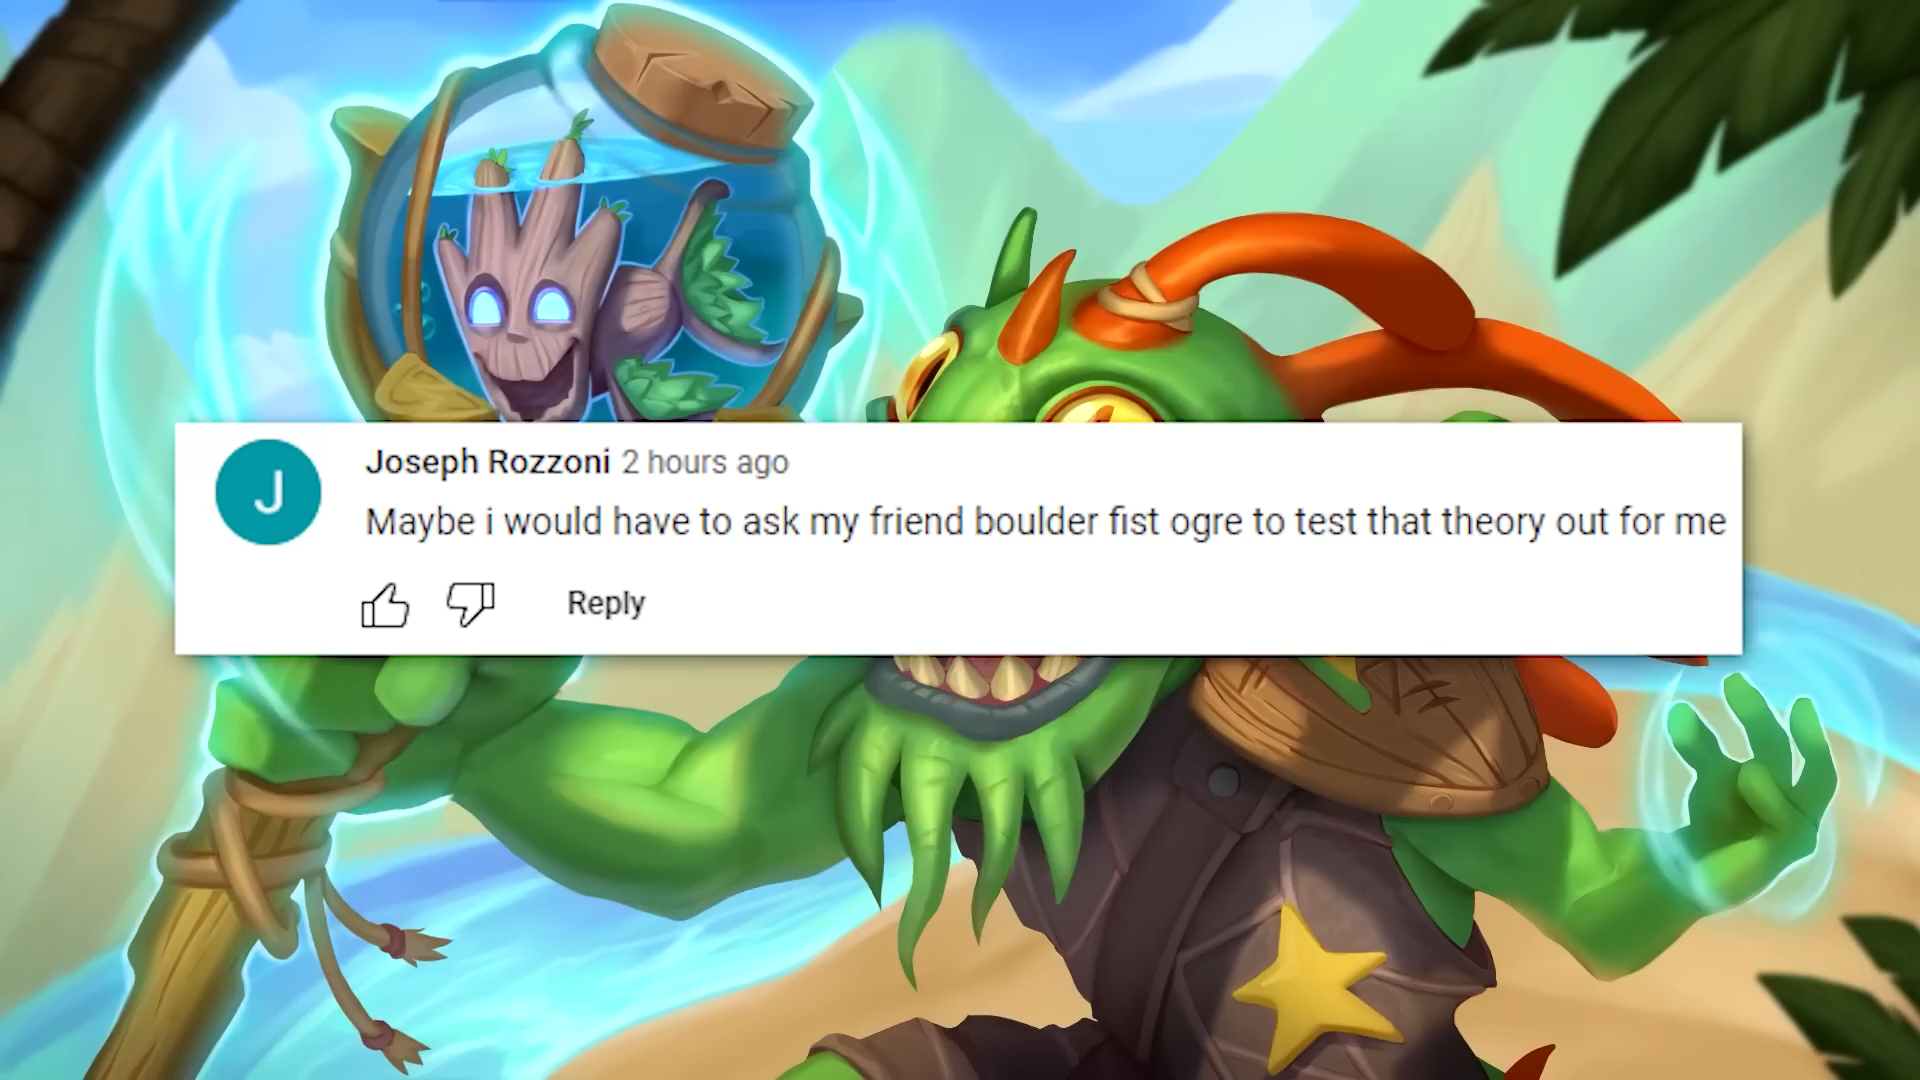 J
Joseph Rozzoni 2 hours ago
Maybe i would have to ask my friend boulder fist ogre to test that theory out for me
Reply